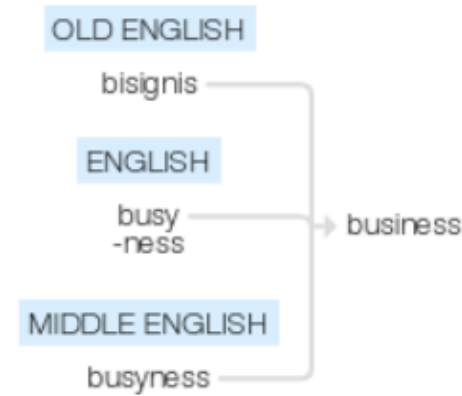 OLD ENGLISH
bisignis
ENGLISH
busy
-ness
business
MIDDLE ENGLISH
busyness